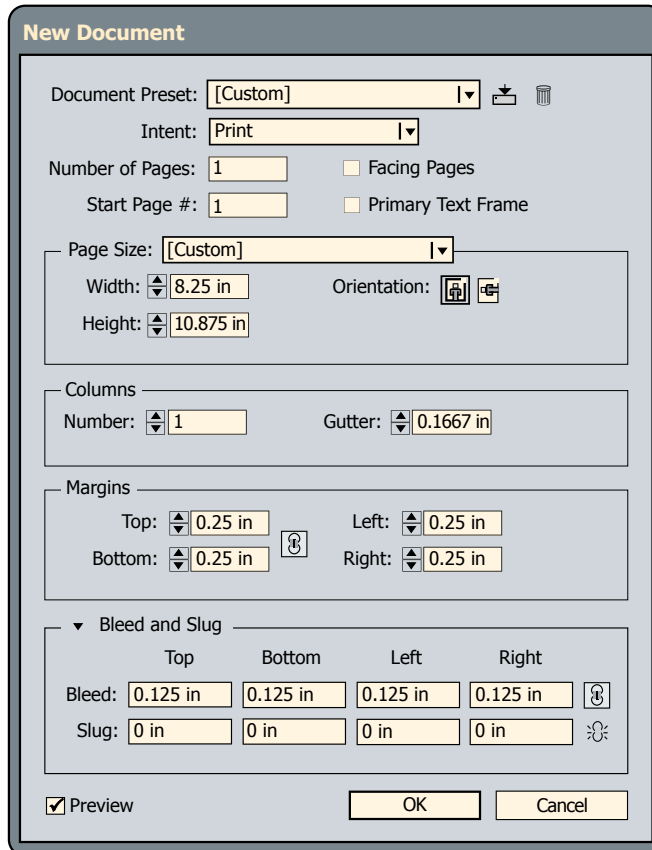 New Document
Document Preset: [Custom]
Intent: Print
Number of Pages: 1 Facing Pages
Start Page #: 1 Primary Text Frame
Page Size: [Custom]
Width: 8.25 in Orientation:
Height: 10.875 in
Columns
Number: 1 Gutter: 0.1667 in
Margins
Top: 0.25 in Left: 0.25 in
Bottom: 0.25 in Right: 0.25 in
Bleed and Slug
Top Bottom Left Right
Bleed: 0.125 in 0.125 in 0.125 in 0.125 in
Slug: 0 in 0 in 0 in 0 in
Preview OK Cancel